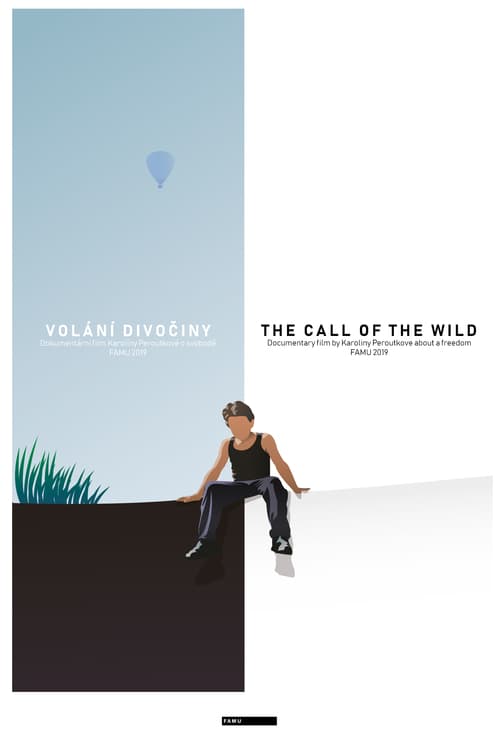 VOLÁNÍ DIVOČINY
Dokumentární film Karolíny Peroutkové o svobodě
FAMU 2019
THE CALL OF THE WILD
Documentary film by Karoliny Peroutkove about a freedom
FAMU 2019
FAMU